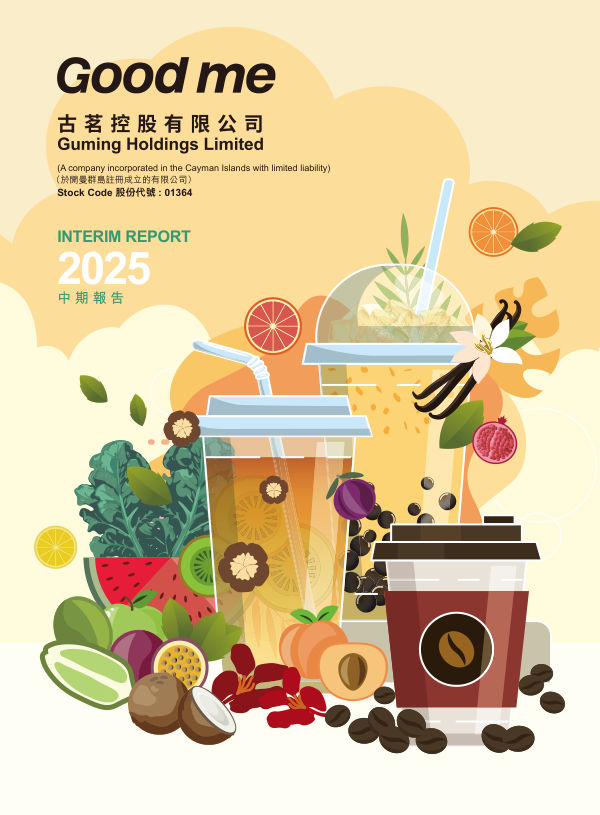 Good me
古茗控股有限公司
Guming Holdings Limited
(A company incorporated in the Cayman Islands with limited liability)
(於開曼群島註冊成立的有限公司)
Stock Code 股份代號 : 01364
INTERIM REPORT
2025
中期報告